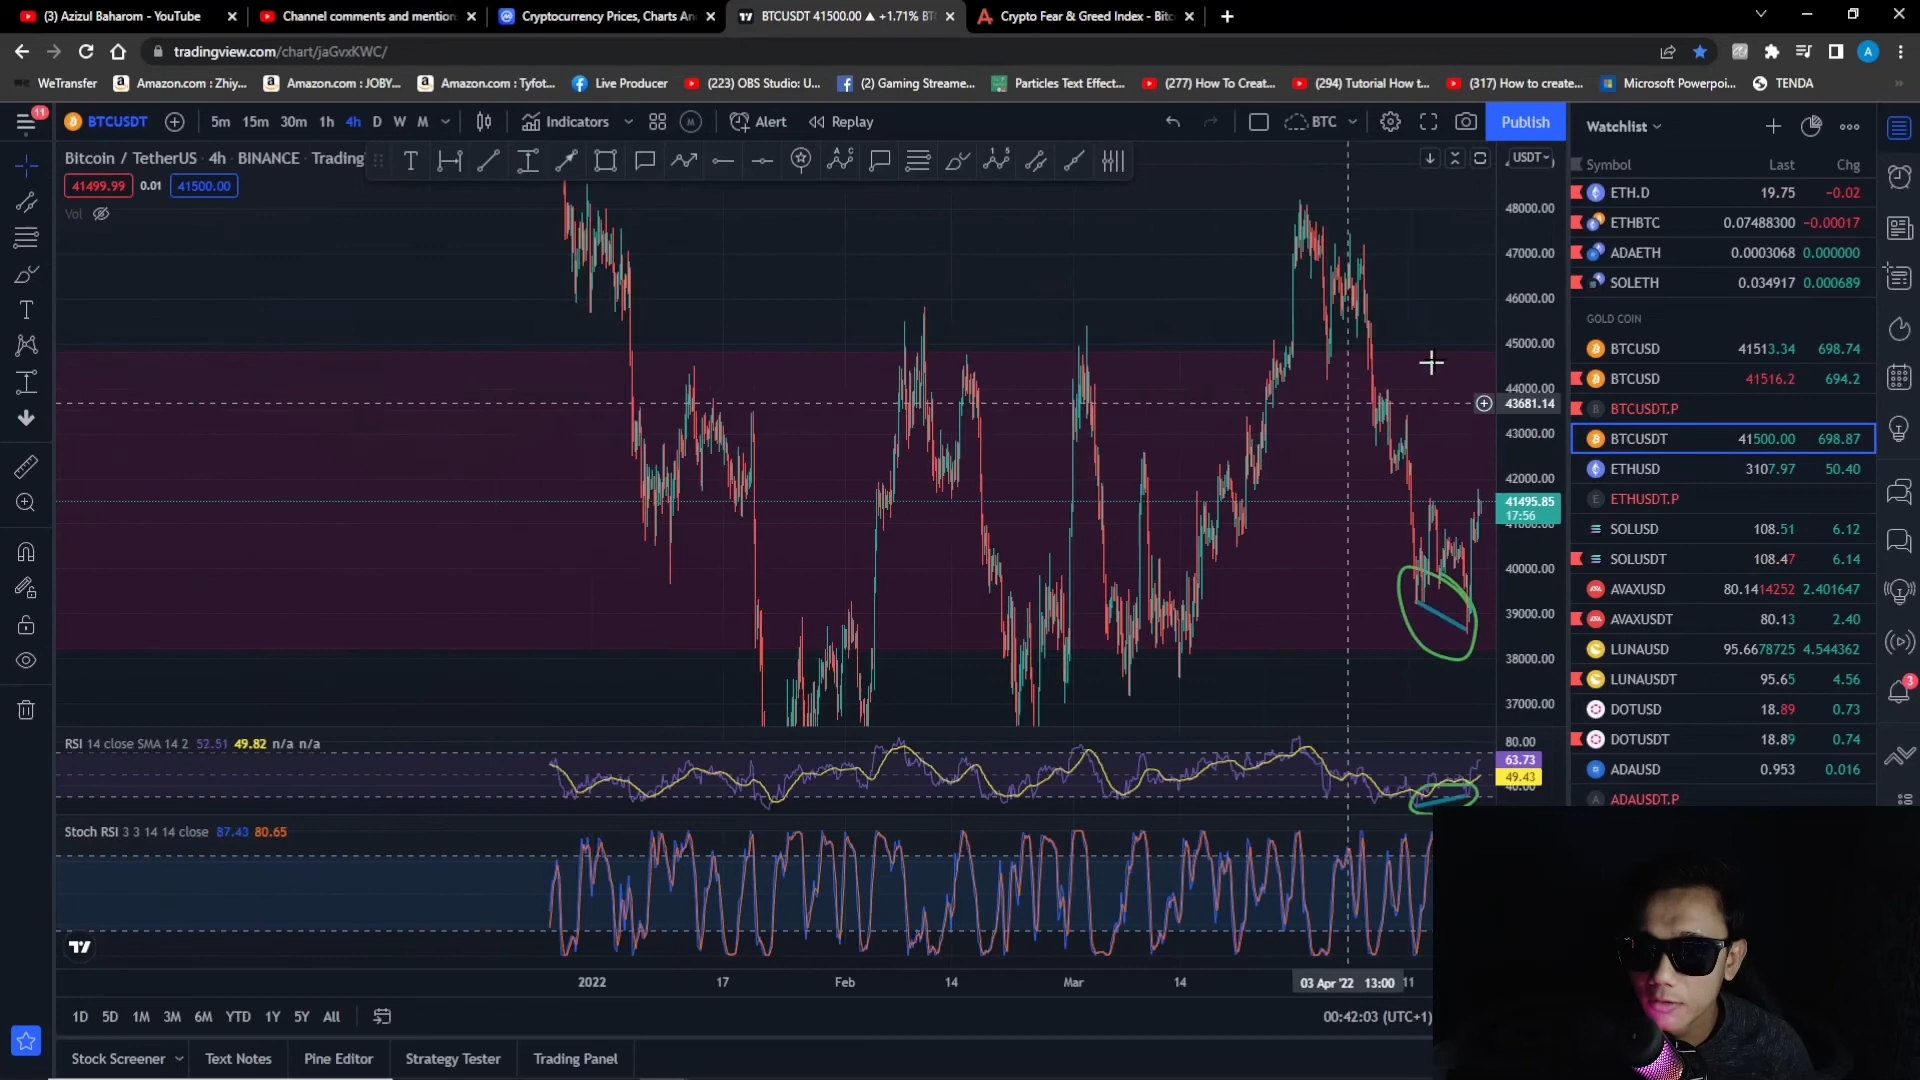 (3) Azizul Baharom - YouTube
Channel comments and mention
Cryptocurrency Prices, Charts An
BTCUSDT 41500.00 ▲ +1.71% BT
Crypto Fear & Greed Index - Bitc
tradingview.com/chart/jaGvxKWC/
A
WeTransfer
Amazon.com : Zhiy...
Amazon.com : JOBY...
Amazon.com : Tyfot...
Live Producer
(223) OBS Studio: U...
(2) Gaming Streame...
Particles Text Effect...
(277) How To Creat...
(294) Tutorial How t...
(317) How to create...
Microsoft Powerpoi...
TENDA
11
BTCUSDT
5m 15m 30m 1h 4h D W M
Indicators
Alert
Replay
BTC
Publish
Bitcoin / TetherUS · 4h · BINANCE · Trading
41499.99 0.01 41500.00
Vol
USDT
48000.00
47000.00
46000.00
45000.00
44000.00
43681.14
43000.00
42000.00
41495.85
17:56
41000.00
40000.00
39000.00
38000.00
37000.00
RSI 14 close SMA 14 2 52.51 49.82 n/a n/a
80.00
63.73
49.43
40.00
Stoch RSI 3 3 14 14 close 87.43 80.65
2022 17 Feb 14 Mar 14 03 Apr '22 13:00 11
1D 5D 1M 3M 6M YTD 1Y 5Y All
00:42:03 (UTC+1)
Stock Screener
Text Notes
Pine Editor
Strategy Tester
Trading Panel
Watchlist
Symbol Last Chg
ETH.D 19.75 −0.02
ETHBTC 0.07488300 −0.00017
ADAETH 0.0003068 0.000000
SOLETH 0.034917 0.000689
GOLD COIN
BTCUSD 41513.34 698.74
BTCUSD 41516.2 694.2
BTCUSDT.P
BTCUSDT 41500.00 698.87
ETHUSD 3107.97 50.40
ETHUSDT.P
SOLUSD 108.51 6.12
SOLUSDT 108.47 6.14
AVAXUSD 80.1414252 2.401647
AVAXUSDT 80.13 2.40
LUNAUSD 95.6678725 4.544362
LUNAUSDT 95.65 4.56
DOTUSD 18.89 0.73
DOTUSDT 18.89 0.74
ADAUSD 0.953 0.016
ADAUSDT.P
3